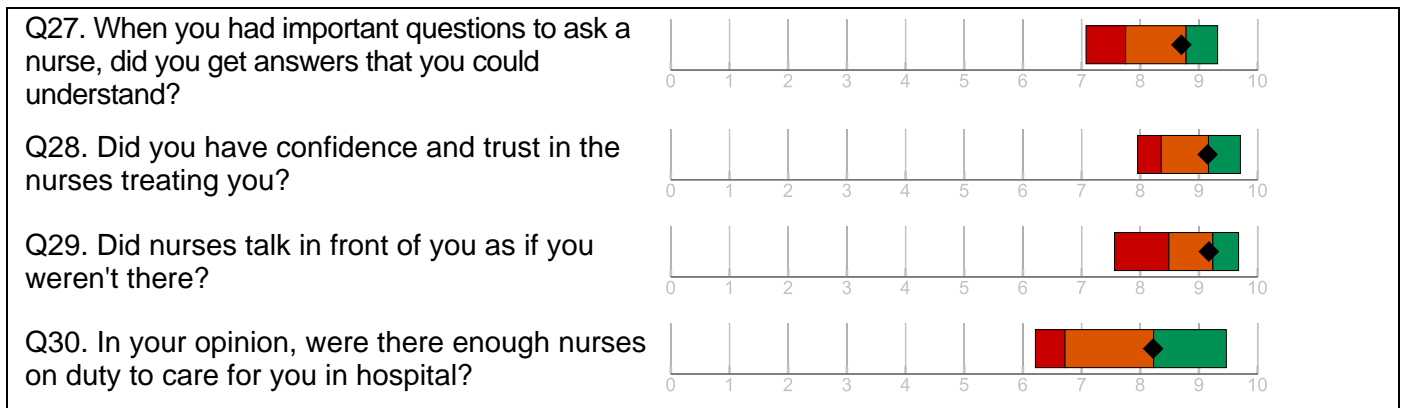 Q27. When you had important questions to ask a
nurse, did you get answers that you could
understand?
0 1 2 3 4 5 6 7 8 9 10
Q28. Did you have confidence and trust in the
nurses treating you?
0 1 2 3 4 5 6 7 8 9 10
Q29. Did nurses talk in front of you as if you
weren't there?
0 1 2 3 4 5 6 7 8 9 10
Q30. In your opinion, were there enough nurses
on duty to care for you in hospital?
0 1 2 3 4 5 6 7 8 9 10